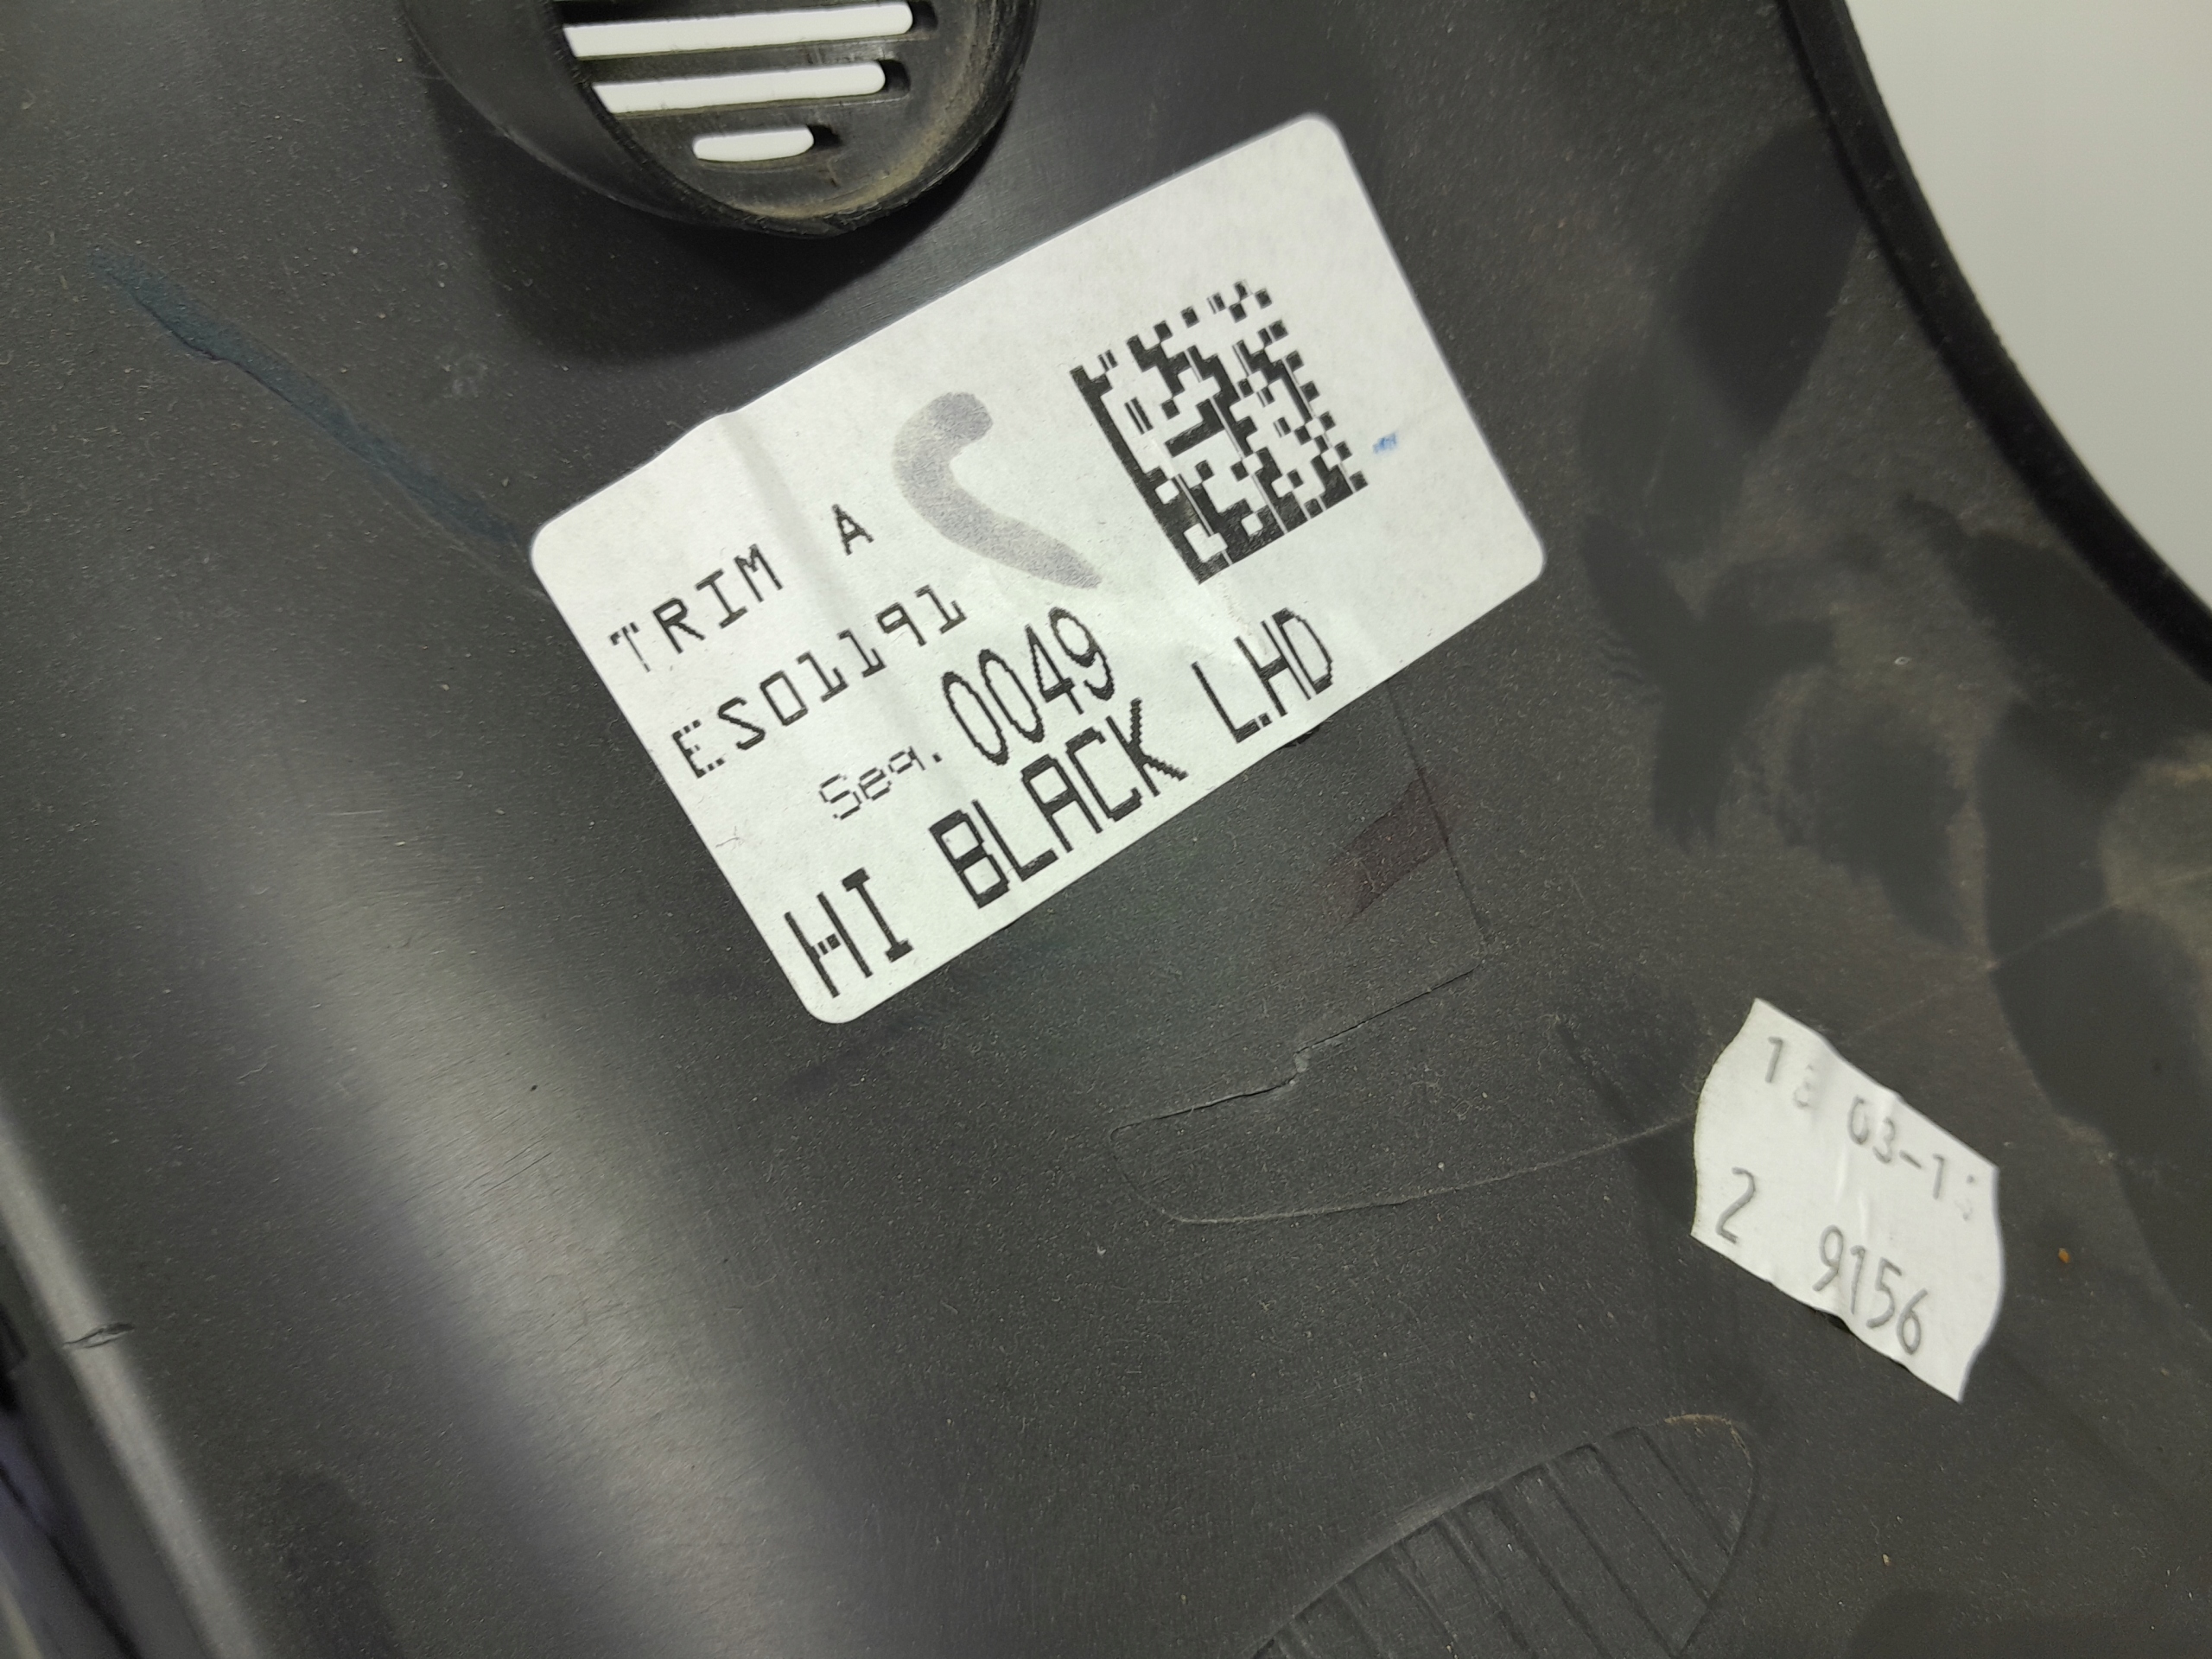 TRIM A
ES01191
Seq. 0049
HI BLACK LHD
2 9156